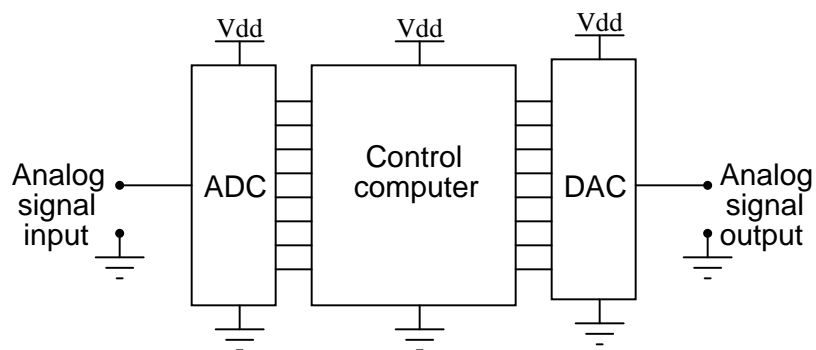 Vdd
Vdd
Vdd
Analog
signal
input
ADC
Control
computer
DAC
Analog
signal
output